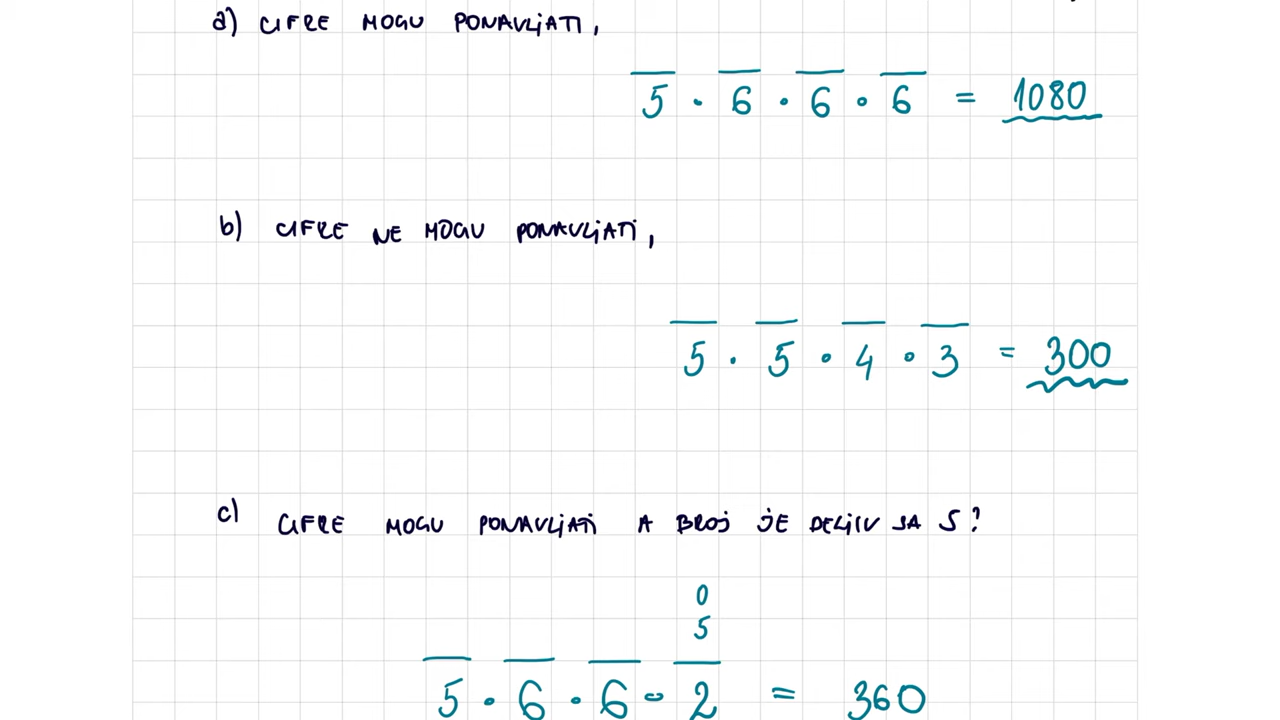 a) CIFRE MOGU PONAVLJATI,
5 · 6 · 6 · 6 = 1080
b) CIFRE NE MOGU PONAVLJATI,
5 · 5 · 4 · 3 = 300
c) CIFRE MOGU PONAVLJATI A BROJ JE DELJIV SA 5?
0
5
5 · 6 · 6 · 2 = 360